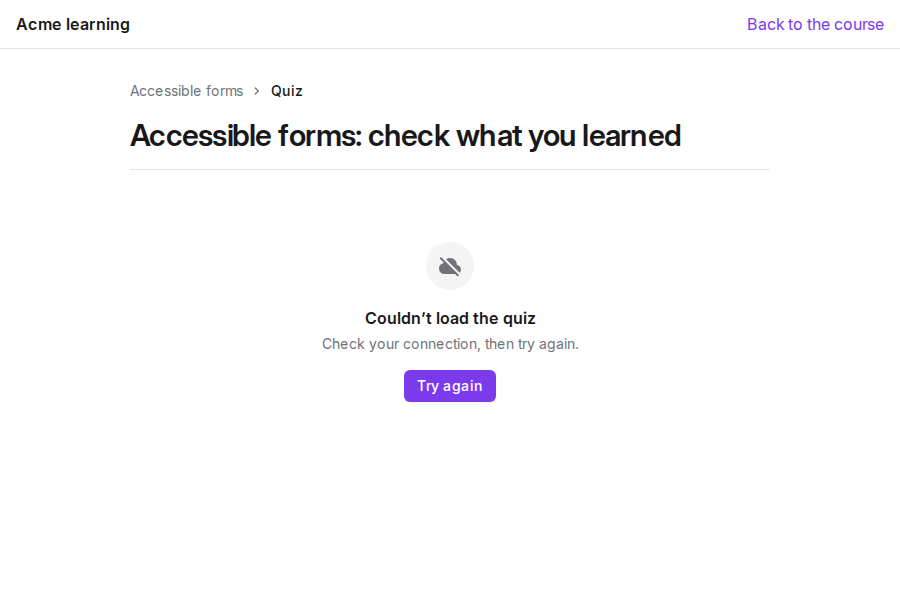 Acme learning
Back to the course
Accessible forms > Quiz
Accessible forms: check what you learned
Couldn’t load the quiz
Check your connection, then try again.
Try again